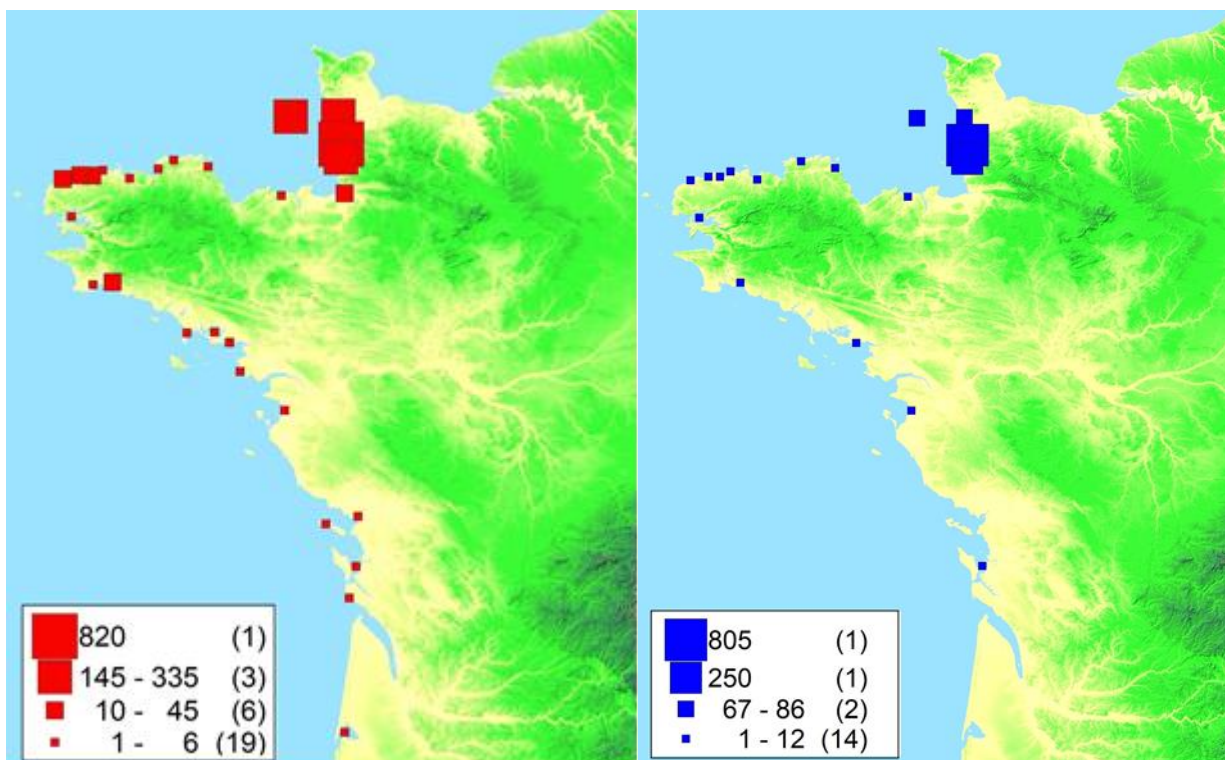 820 (1)
145 - 335 (3)
10 - 45 (6)
1 - 6 (19)
805 (1)
250 (1)
67 - 86 (2)
1 - 12 (14)